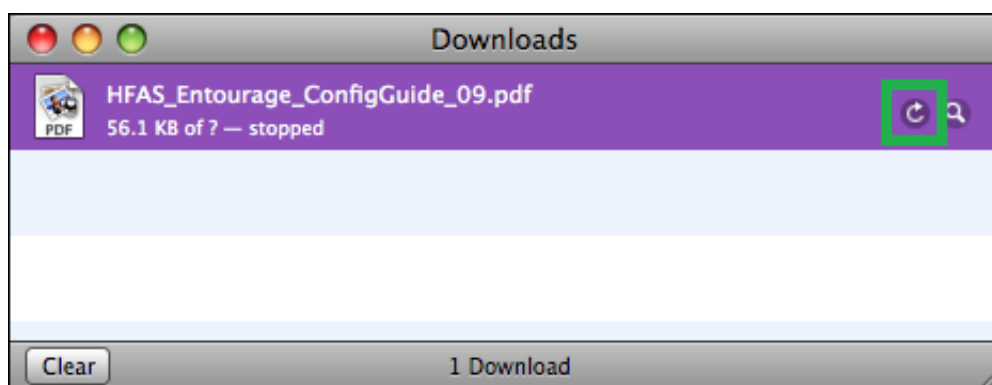 Downloads
HFAS_Entourage_ConfigGuide_09.pdf
56.1 KB of ? — stopped
PDF
Clear
1 Download